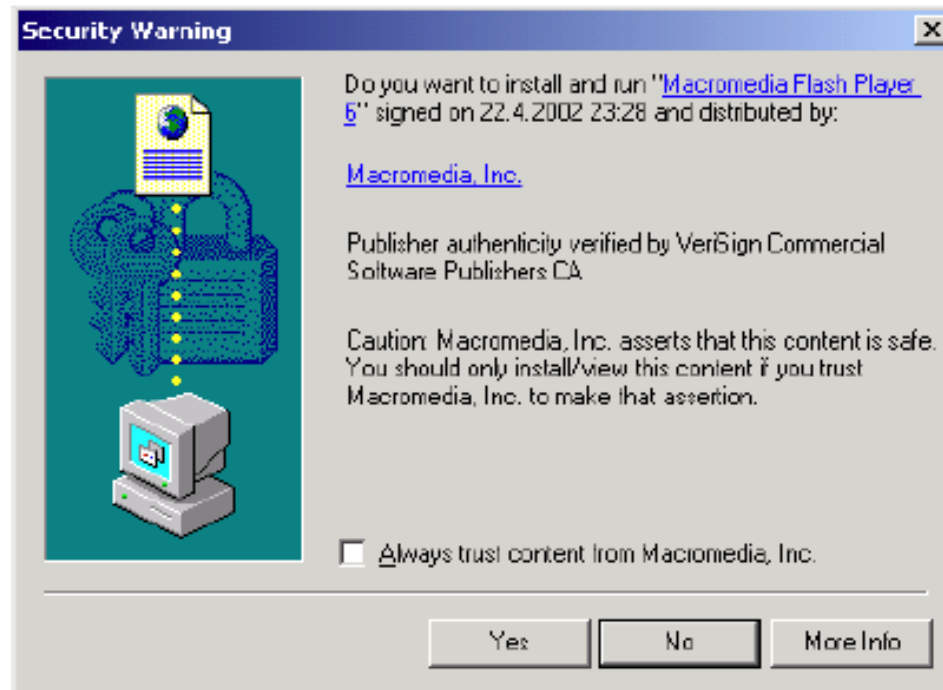 Security Warning
Do you want to install and run "Macromedia Flash Player
6" signed on 22.4.2002 23:28 and distributed by:
Macromedia, Inc.
Publisher authenticity verified by VeriSign Commercial
Software Publishers CA
Caution: Macromedia, Inc. asserts that this content is safe.
You should only install/view this content if you trust
Macromedia, Inc. to make that assertion.
Always trust content from Macromedia, Inc.
Yes No More Info